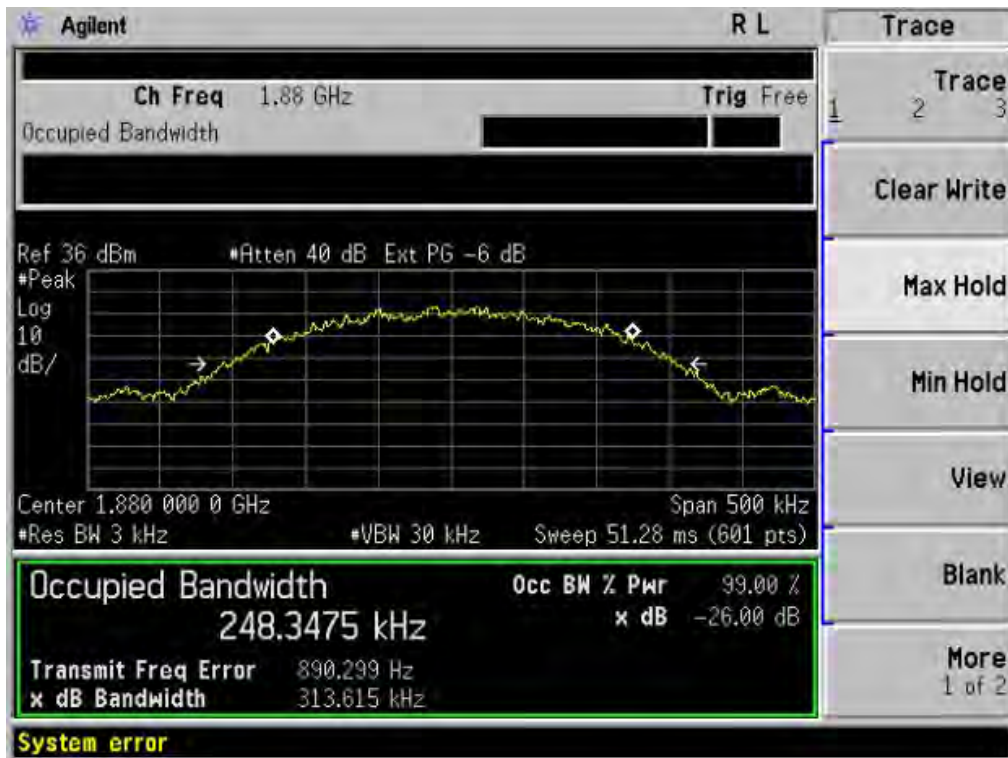 Agilent R L Trace
Ch Freq 1.88 GHz Trig Free
Occupied Bandwidth
Trace
1 2 3
Clear Write
Max Hold
Min Hold
View
Blank
More
1 of 2
Ref 36 dBm #Atten 40 dB Ext PG -6 dB
#Peak
Log
10
dB/
Center 1.880 000 0 GHz Span 500 kHz
#Res BW 3 kHz #VBW 30 kHz Sweep 51.28 ms (601 pts)
Occupied Bandwidth Occ BW % Pwr 99.00 %
248.3475 kHz x dB -26.00 dB
Transmit Freq Error 890.299 Hz
x dB Bandwidth 313.615 kHz
System error